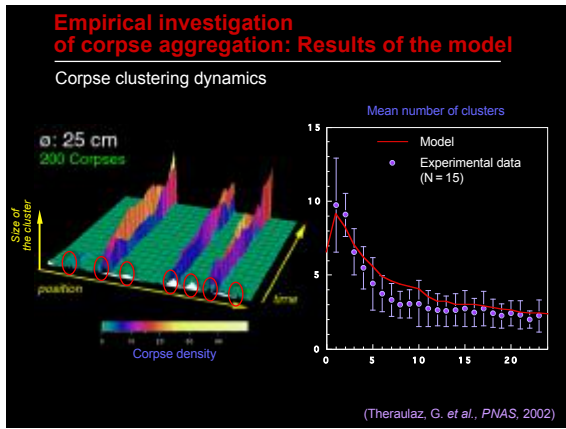 Empirical investigation
of corpse aggregation: Results of the model
Corpse clustering dynamics
Mean number of clusters
ø: 25 cm
200 Corpses
Size of
the cluster
position
time
Corpse density
15
10
5
0
Model
Experimental data
(N = 15)
0 5 10 15 20
(Theraulaz, G. et al., PNAS, 2002)